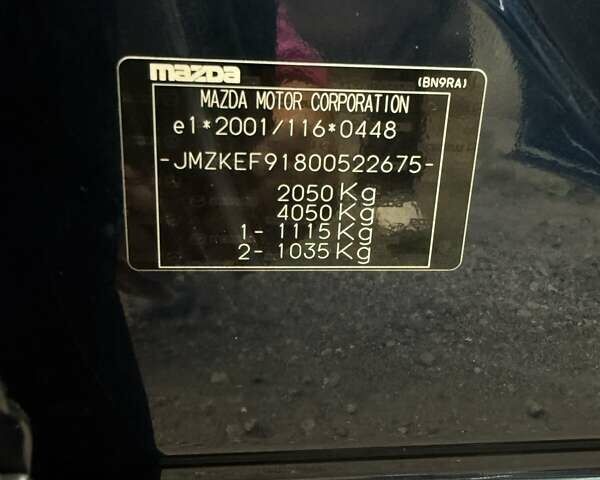 mazda
(BN9RA)
MAZDA MOTOR CORPORATION
e1*2001/116*0448
-JMZKEF91800522675-
2050 Kg
4050 Kg
1- 1115 Kg
2- 1035 Kg